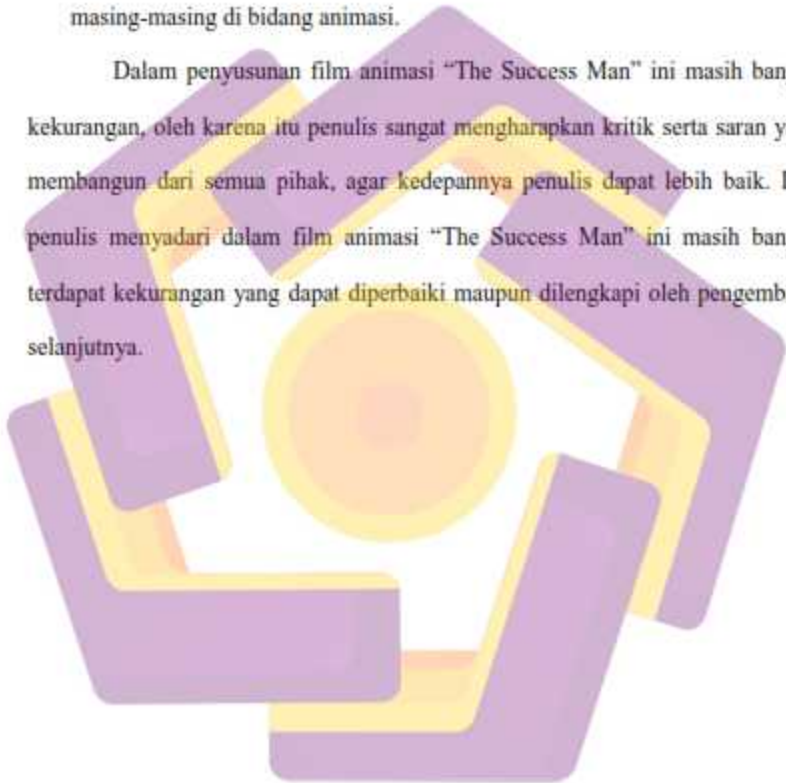 masing-masing di bidang animasi.
Dalam penyusunan film animasi “The Success Man” ini masih ban
kekurangan, oleh karena itu penulis sangat mengharapkan kritik serta saran y
membangun dari semua pihak, agar kedepannya penulis dapat lebih baik.
penulis menyadari dalam film animasi “The Success Man” ini masih ban
terdapat kekurangan yang dapat diperbaiki maupun dilengkapi oleh pengemb
selanjutnya.